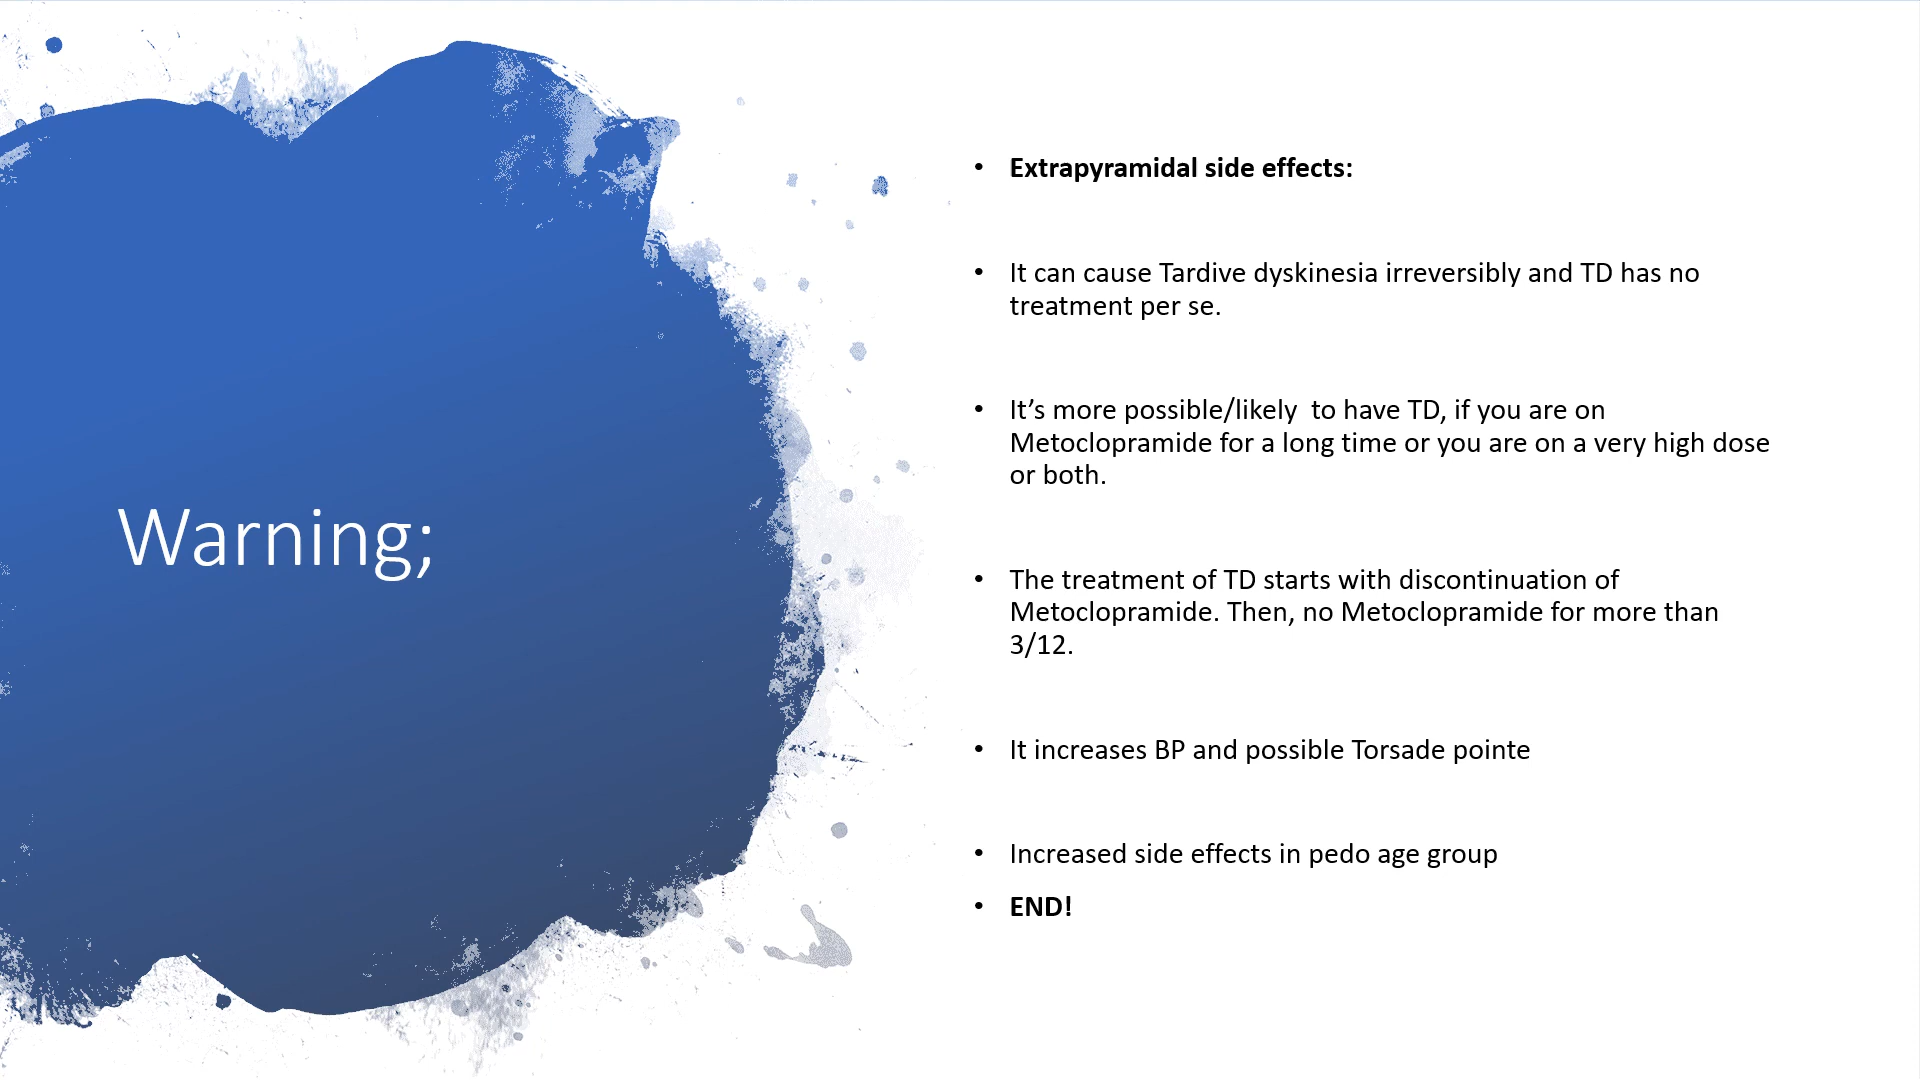 Warning;
• Extrapyramidal side effects:
• It can cause Tardive dyskinesia irreversibly and TD has no
treatment per se.
• It’s more possible/likely  to have TD, if you are on
Metoclopramide for a long time or you are on a very high dose
or both.
• The treatment of TD starts with discontinuation of
Metoclopramide. Then, no Metoclopramide for more than
3/12.
• It increases BP and possible Torsade pointe
• Increased side effects in pedo age group
• END!